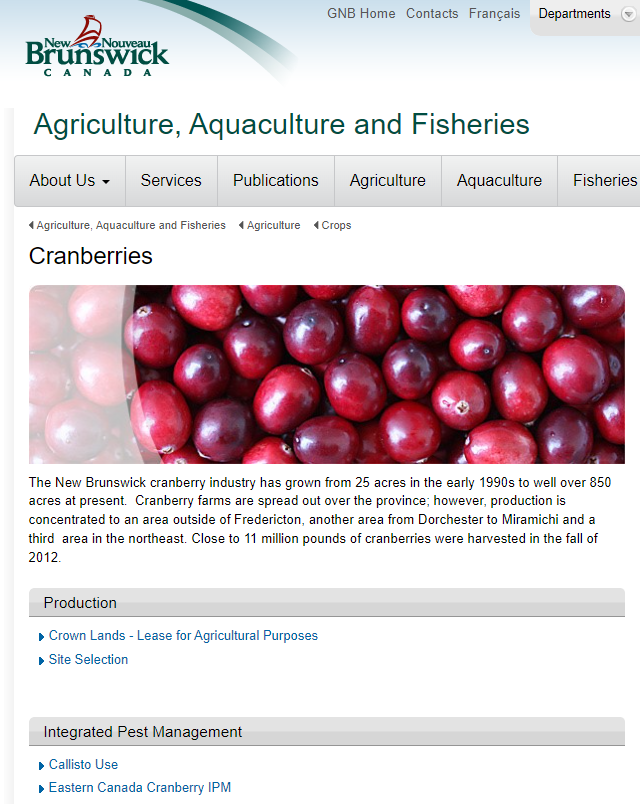 GNB Home Contacts Français Departments
New Nouveau
Brunswick
CANADA
Agriculture, Aquaculture and Fisheries
About Us Services Publications Agriculture Aquaculture Fisheries
Agriculture, Aquaculture and Fisheries Agriculture Crops
Cranberries
The New Brunswick cranberry industry has grown from 25 acres in the early 1990s to well over 850
acres at present.  Cranberry farms are spread out over the province; however, production is
concentrated to an area outside of Fredericton, another area from Dorchester to Miramichi and a
third  area in the northeast. Close to 11 million pounds of cranberries were harvested in the fall of
2012.
Production
Crown Lands - Lease for Agricultural Purposes
Site Selection
Integrated Pest Management
Callisto Use
Eastern Canada Cranberry IPM